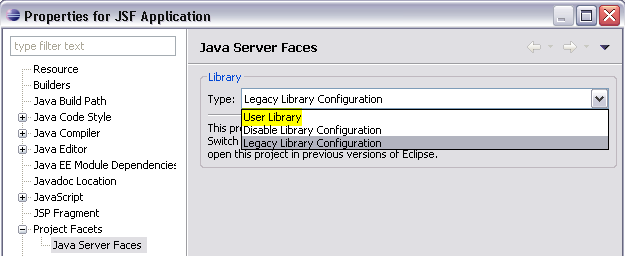 Properties for JSF Application
type filter text
Resource
Builders
Java Build Path
Java Code Style
Java Compiler
Java Editor
Java EE Module Dependencies
Javadoc Location
JavaScript
JSP Fragment
Project Facets
Java Server Faces
Java Server Faces
Library
Type: Legacy Library Configuration
User Library
Disable Library Configuration
Legacy Library Configuration
This
Switch
open this project in previous versions of Eclipse.